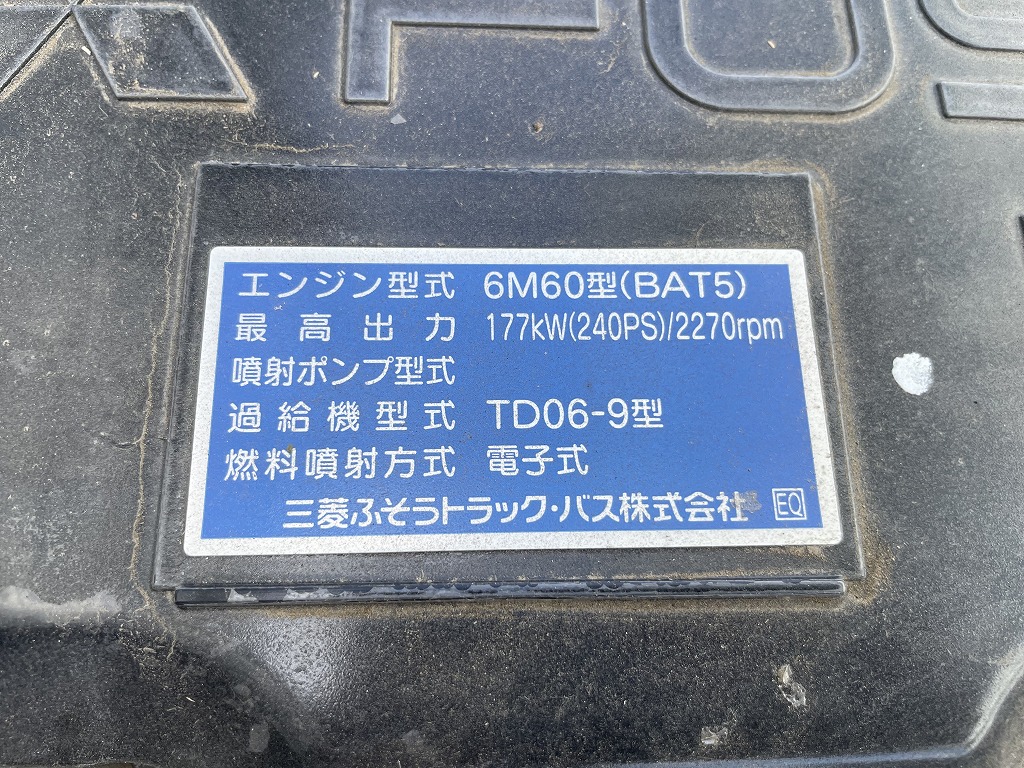 エンジン型式 6M60型(BAT5)
最高出力 177kW(240PS)/2270rpm
噴射ポンプ型式
過給機型式 TD06-9型
燃料噴射方式 電子式
三菱ふそうトラック・バス株式会社 EQ